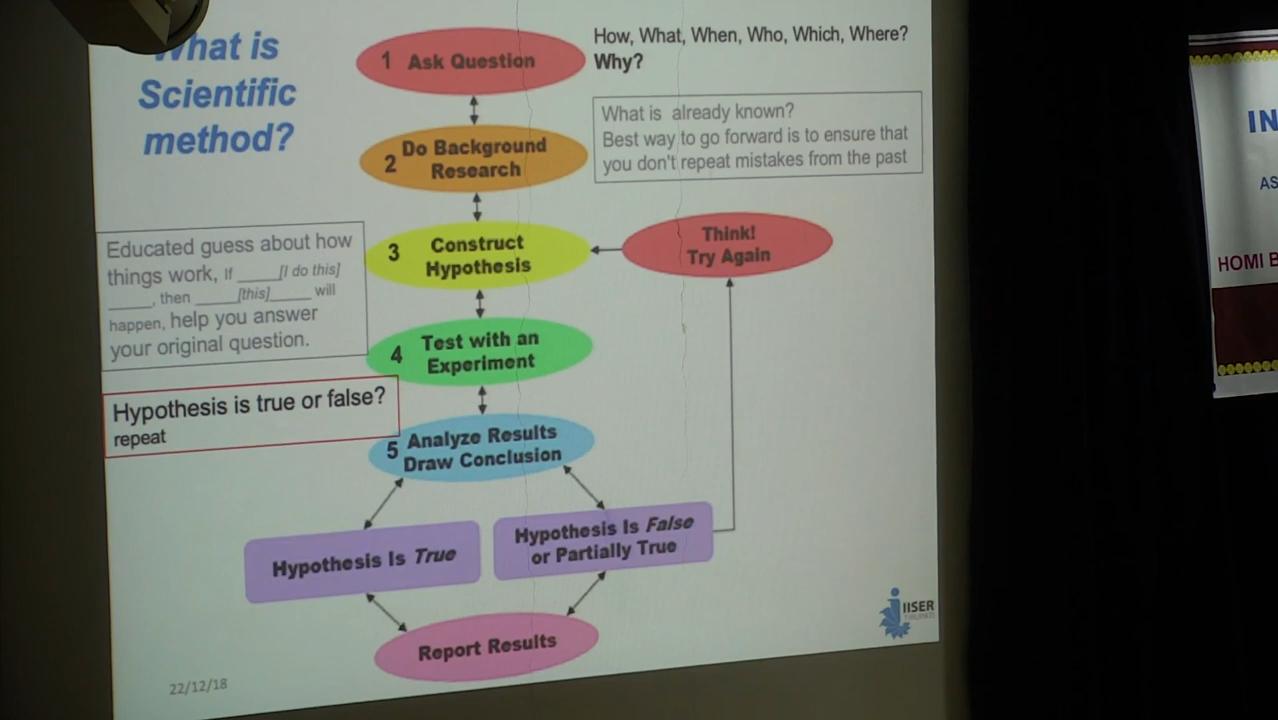 What is
Scientific
method?
1 Ask Question
How, What, When, Who, Which, Where?
Why?
2 Do Background
Research
What is already known?
Best way to go forward is to ensure that
you don't repeat mistakes from the past
3 Construct
Hypothesis
Think!
Try Again
Educated guess about how
things work, If _____[I do this]
_____, then _____[this]_____ will
happen, help you answer
your original question.
4 Test with an
Experiment
Hypothesis is true or false?
repeat
5 Analyze Results
Draw Conclusion
Hypothesis Is True
Hypothesis Is False
or Partially True
Report Results
22/12/18
IISER
TIRUPATI
IN
AS
HOMI B